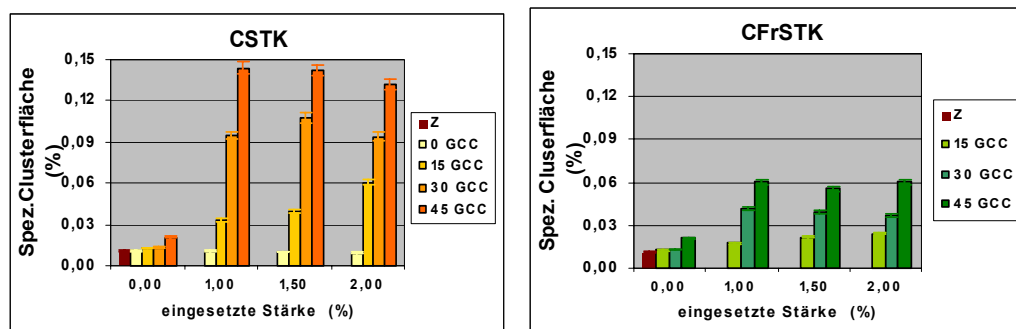 CSTK
Spez.Clusterfläche
(%)
0,15
0,12
0,09
0,06
0,03
0,00
0,00 1,00 1,50 2,00
eingesetzte Stärke (%)
Z
0 GCC
15 GCC
30 GCC
45 GCC
CFrSTK
Spez. Cluserfläche
(%)
0,15
0,12
0,09
0,06
0,03
0,00
0,00 1,00 1,50 2,00
eingesetzte Stärke (%)
Z
15 GCC
30 GCC
45 GCC